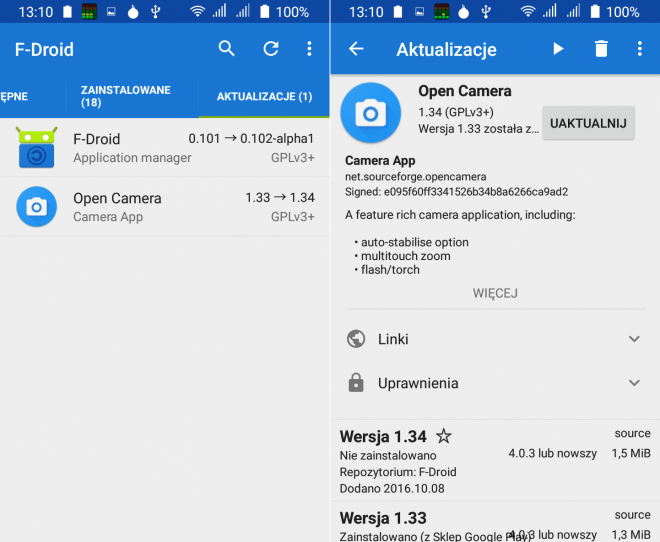 13:10 100%
F-Droid
ĘPNE
ZAINSTALOWANE
(18)
AKTUALIZACJE (1)
F-Droid 0.101 → 0.102-alpha1
Application manager GPLv3+
Open Camera 1.33 → 1.34
Camera App GPLv3+
13:10 100%
Aktualizacje
Open Camera
1.34 (GPLv3+)
Wersja 1.33 została z...
UAKTUALNIJ
Camera App
net.sourceforge.opencamera
Signed: e095f60ff3341526b34b8a6266ca9ad2
A feature rich camera application, including:
• auto-stabilise option
• multitouch zoom
• flash/torch
WIĘCEJ
Linki
Uprawnienia
Wersja 1.34 ☆ source
Nie zainstalowano 4.0.3 lub nowszy 1,5 MiB
Repozytorium: F-Droid
Dodano 2016.10.08
Wersja 1.33 source
Zainstalowano (z Sklep Google Play) 4.0.3 lub nowszy 1,3 MiB